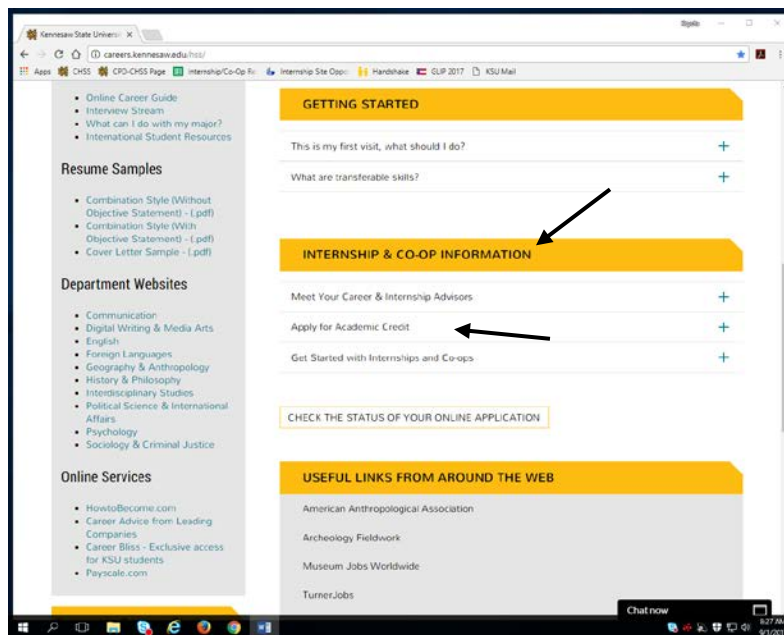 Kennesaw State Universi
careers.kennesaw.edu/hss/
Apps CHSS CPD-CHSS Page Internship/Co-Op Re Internship Site Oppo Handshake GLIP 2017 KSU Mail
Online Career Guide
Interview Stream
What can I do with my major?
International Student Resources
Resume Samples
Combination Style (Without
Objective Statement) - (.pdf)
Combination Style (With
Objective Statement) - (.pdf)
Cover Letter Sample - (.pdf)
Department Websites
Communication
Digital Writing & Media Arts
English
Foreign Languages
Geography & Anthropology
History & Philosophy
Interdisciplinary Studies
Political Science & International
Affairs
Psychology
Sociology & Criminal Justice
Online Services
HowtoBecome.com
Career Advice from Leading
Companies
Career Bliss - Exclusive access
for KSU students
Payscale.com
GETTING STARTED
This is my first visit, what should I do?
What are transferable skills?
INTERNSHIP & CO-OP INFORMATION
Meet Your Career & Internship Advisors
Apply for Academic Credit
Get Started with Internships and Co-ops
CHECK THE STATUS OF YOUR ONLINE APPLICATION
USEFUL LINKS FROM AROUND THE WEB
American Anthropological Association
Archeology Fieldwork
Museum Jobs Worldwide
TurnerJobs
Chat now